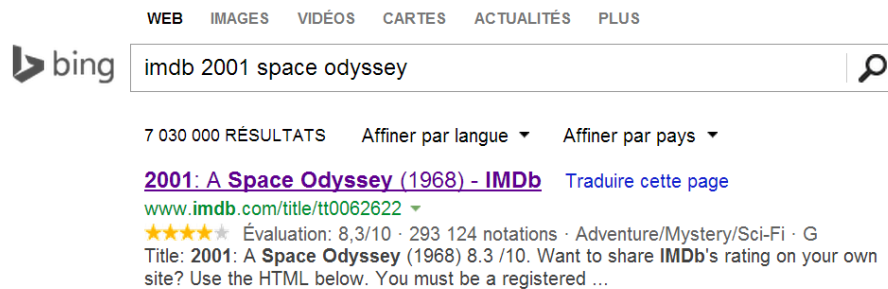 WEB IMAGES VIDÉOS CARTES ACTUALITÉS PLUS
bing imdb 2001 space odyssey
7 030 000 RÉSULTATS Affiner par langue Affiner par pays
2001: A Space Odyssey (1968) - IMDb Traduire cette page
www.imdb.com/title/tt0062622
Évaluation: 8,3/10 · 293 124 notations · Adventure/Mystery/Sci-Fi · G
Title: 2001: A Space Odyssey (1968) 8.3 /10. Want to share IMDb's rating on your own
site? Use the HTML below. You must be a registered ...